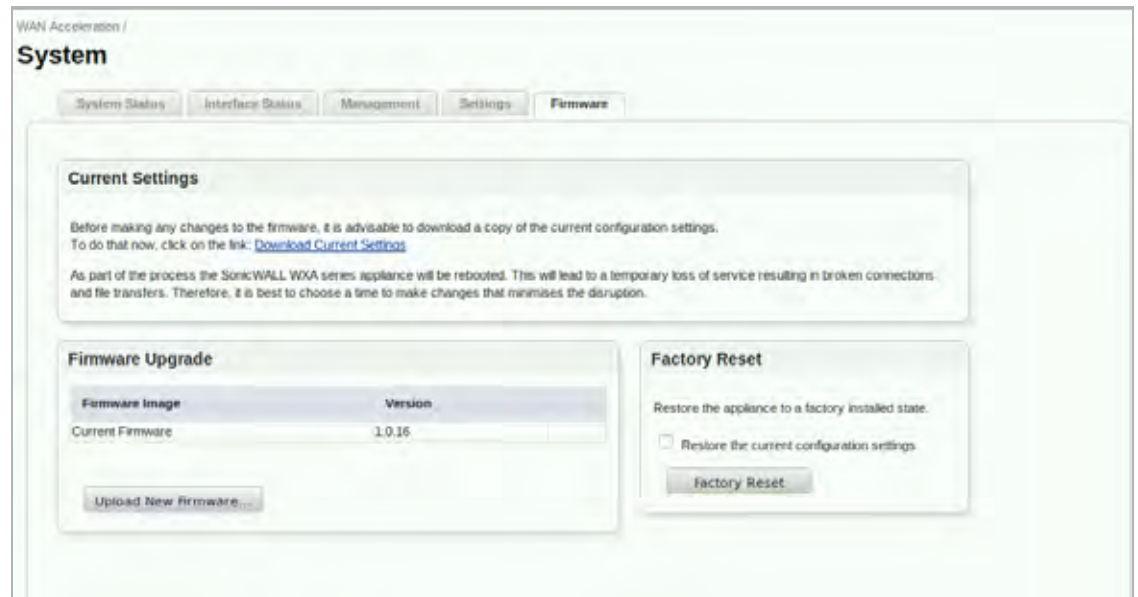 WAN Acceleration /
System
System Status Interface Status Management Settings Firmware
Current Settings
Before making any changes to the firmware, it is advisable to download a copy of the current configuration settings.
To do that now, click on the link: Download Current Settings
As part of the process the SonicWALL WXA series appliance will be rebooted. This will lead to a temporary loss of service resulting in broken connections
and file transfers. Therefore, it is best to choose a time to make changes that minimises the disruption.
Firmware Upgrade
Firmware Image Version
Current Firmware 1.0.16
Upload New Firmware...
Factory Reset
Restore the appliance to a factory installed state.
Restore the current configuration settings
Factory Reset